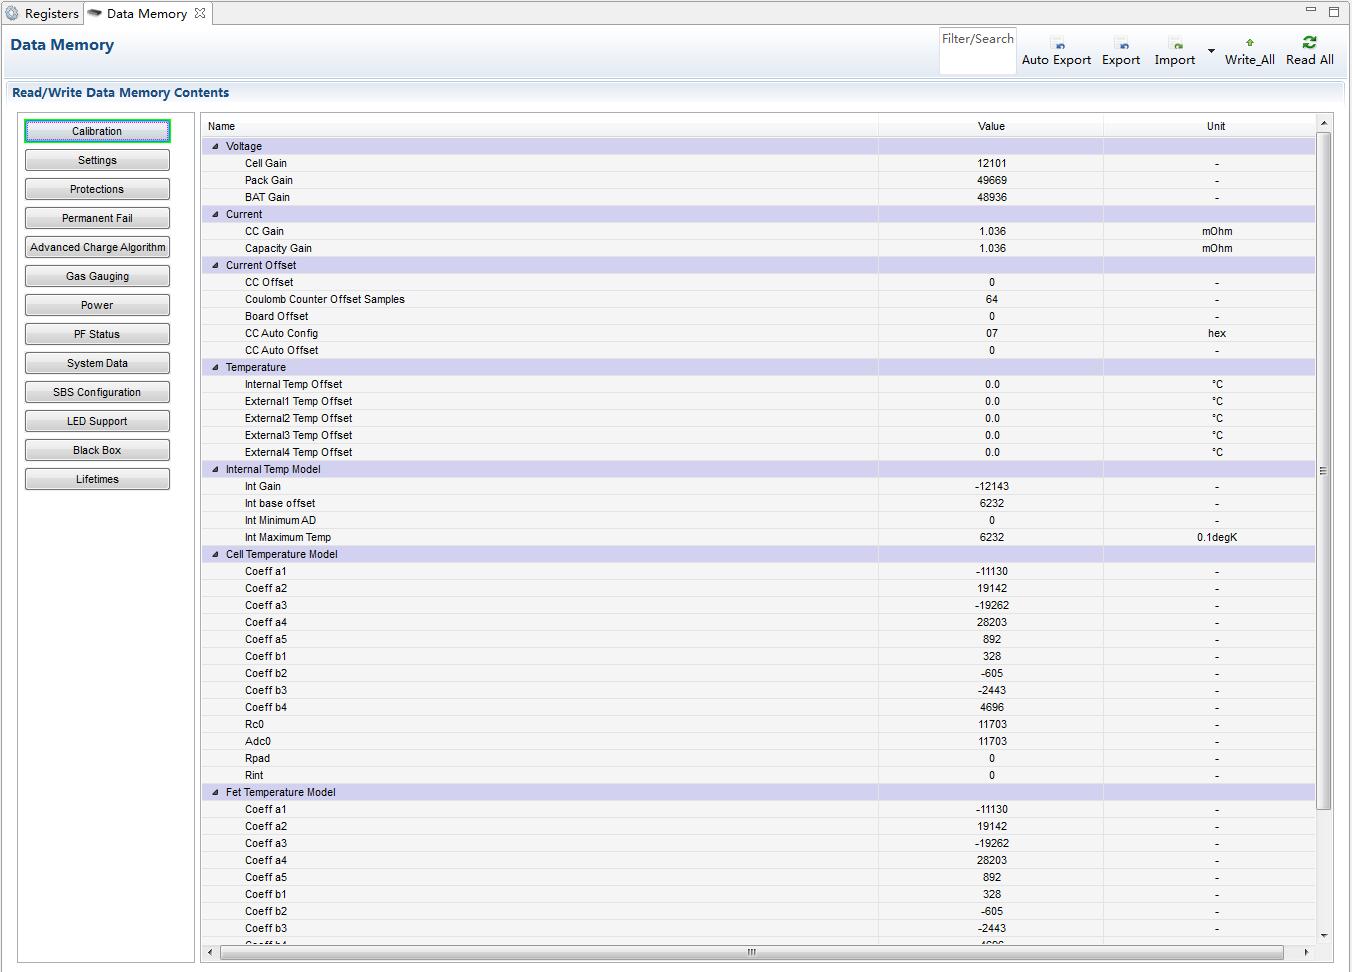 Registers Data Memory
Data Memory
Filter/Search
Auto Export Export Import Write_All Read All
Read/Write Data Memory Contents
Calibration
Settings
Protections
Permanent Fail
Advanced Charge Algorithm
Gas Gauging
Power
PF Status
System Data
SBS Configuration
LED Support
Black Box
Lifetimes
Name Value Unit
Voltage
Cell Gain 12101 -
Pack Gain 49669 -
BAT Gain 48936 -
Current
CC Gain 1.036 mOhm
Capacity Gain 1.036 mOhm
Current Offset
CC Offset 0 -
Coulomb Counter Offset Samples 64 -
Board Offset 0 -
CC Auto Config 07 hex
CC Auto Offset 0 -
Temperature
Internal Temp Offset 0.0 °C
External1 Temp Offset 0.0 °C
External2 Temp Offset 0.0 °C
External3 Temp Offset 0.0 °C
External4 Temp Offset 0.0 °C
Internal Temp Model
Int Gain -12143 -
Int base offset 6232 -
Int Minimum AD 0 -
Int Maximum Temp 6232 0.1degK
Cell Temperature Model
Coeff a1 -11130 -
Coeff a2 19142 -
Coeff a3 -19262 -
Coeff a4 28203 -
Coeff a5 892 -
Coeff b1 328 -
Coeff b2 -605 -
Coeff b3 -2443 -
Coeff b4 4696 -
Rc0 11703 -
Adc0 11703 -
Rpad 0 -
Rint 0 -
Fet Temperature Model
Coeff a1 -11130 -
Coeff a2 19142 -
Coeff a3 -19262 -
Coeff a4 28203 -
Coeff a5 892 -
Coeff b1 328 -
Coeff b2 -605 -
Coeff b3 -2443 -